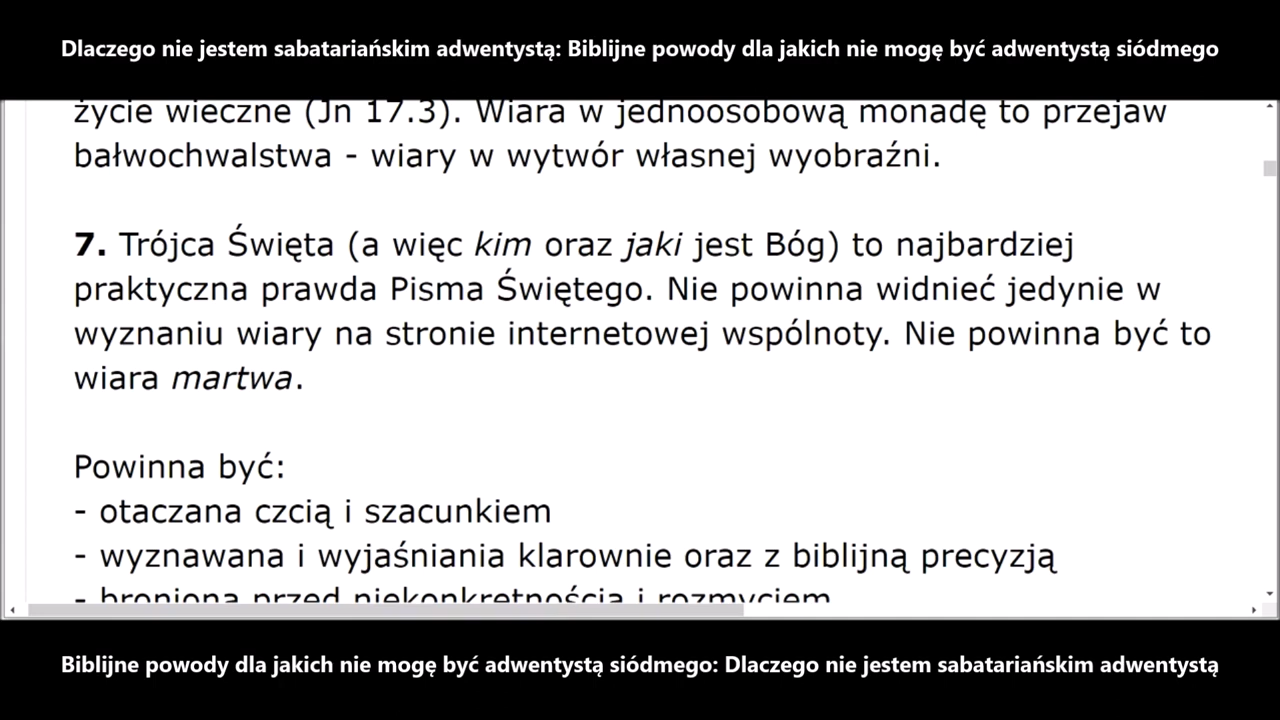 Dlaczego nie jestem sabatariańskim adwentystą: Biblijne powody dla jakich nie mogę być adwentystą siódmego
życie wieczne (Jn 17.3). Wiara w jednoosobową monadę to przejaw
bałwochwalstwa - wiary w wytwór własnej wyobraźni.
7. Trójca Święta (a więc kim oraz jaki jest Bóg) to najbardziej
praktyczna prawda Pisma Świętego. Nie powinna widnieć jedynie w
wyznaniu wiary na stronie internetowej wspólnoty. Nie powinna być to
wiara martwa.
Powinna być:
- otaczana czcią i szacunkiem
- wyznawana i wyjaśniania klarownie oraz z biblijną precyzją
- broniona przed niekonkretnością i rozmyciem
Biblijne powody dla jakich nie mogę być adwentystą siódmego: Dlaczego nie jestem sabatariańskim adwentystą